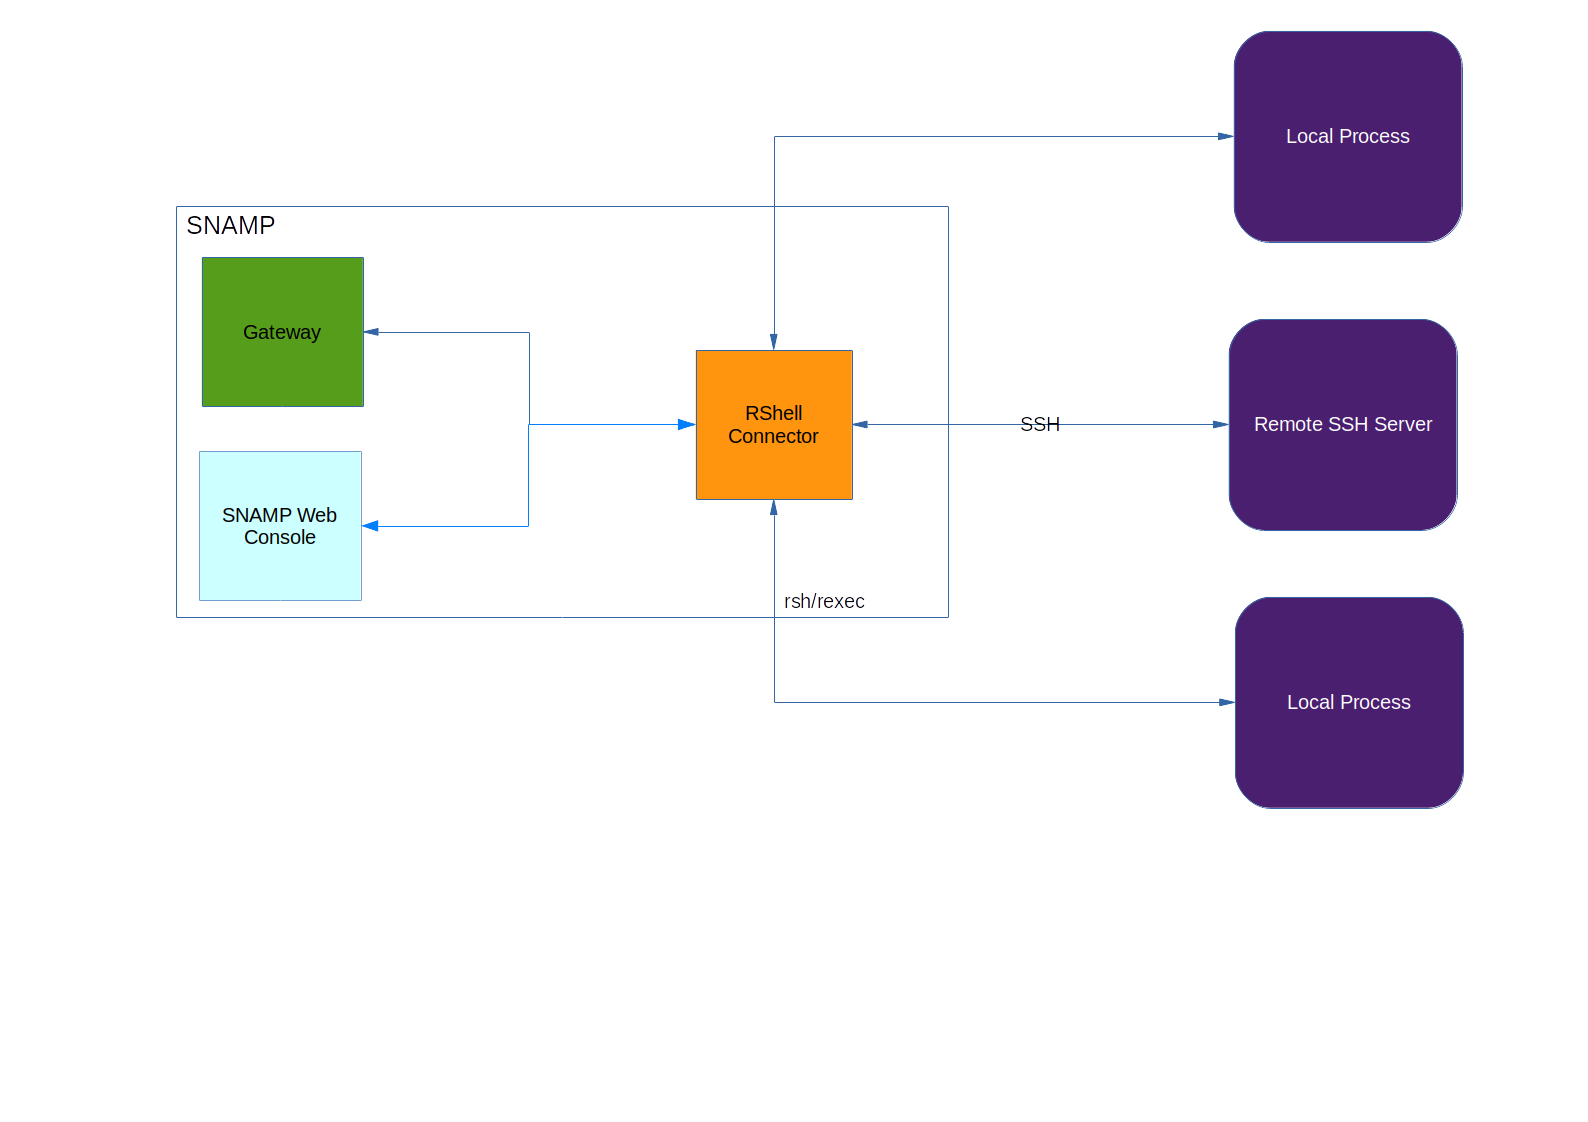 Local Process
SNAMP
Gateway
RShell
Connector
SSH
Remote SSH Server
SNAMP Web
Console
rsh/rexec
Local Process